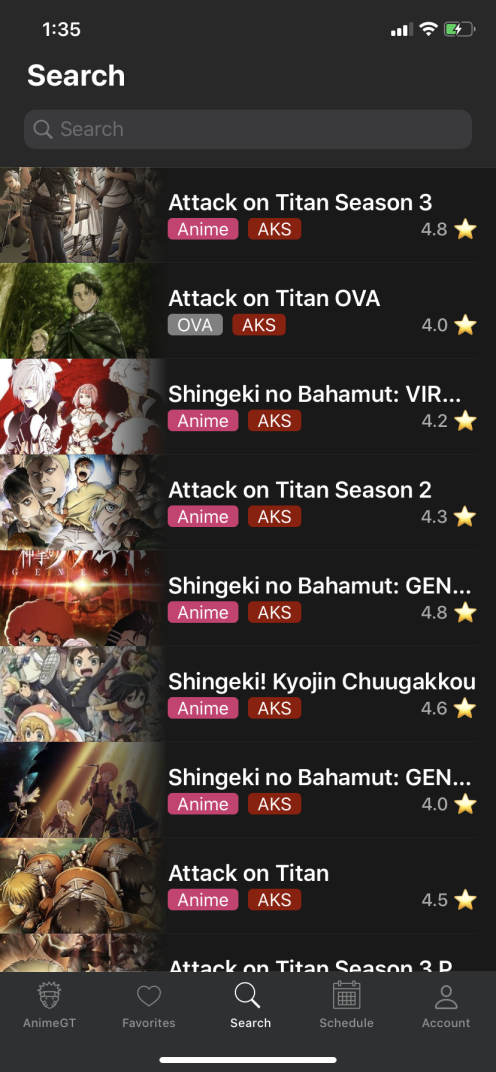 1:35
Search
Search
Attack on Titan Season 3
Anime AKS 4.8
Attack on Titan OVA
OVA AKS 4.0
Shingeki no Bahamut: VIR...
Anime AKS 4.2
Attack on Titan Season 2
Anime AKS 4.3
GENESIS
Shingeki no Bahamut: GEN...
Anime AKS 4.8
Shingeki! Kyojin Chuugakkou
Anime AKS 4.6
Shingeki no Bahamut: GEN...
Anime AKS 4.0
Attack on Titan
Anime AKS 4.5
Attack on Titan Season 3 P
AnimeGT Favorites Search Schedule Account